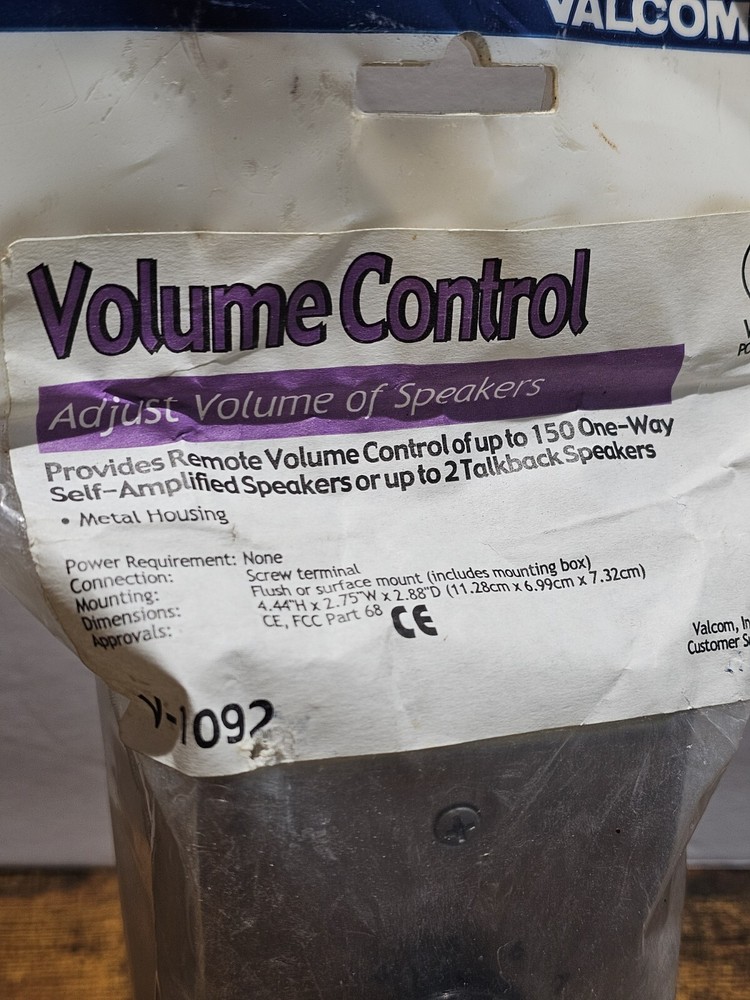 VALCOM
Volume Control
Adjust Volume of Speakers
Provides Remote Volume Control of up to 150 One-Way
Self-Amplified Speakers or up to 2 Talkback Speakers
• Metal Housing
Power Requirement: None
Connection: Screw terminal
Mounting: Flush or surface mount (includes mounting box)
Dimensions: 4.44"H x 2.75"W x 2.88"D (11.28cm x 6.99cm x 7.32cm)
Approvals: CE, FCC Part 68 CE
Valcom, In
Customer S
V-1092